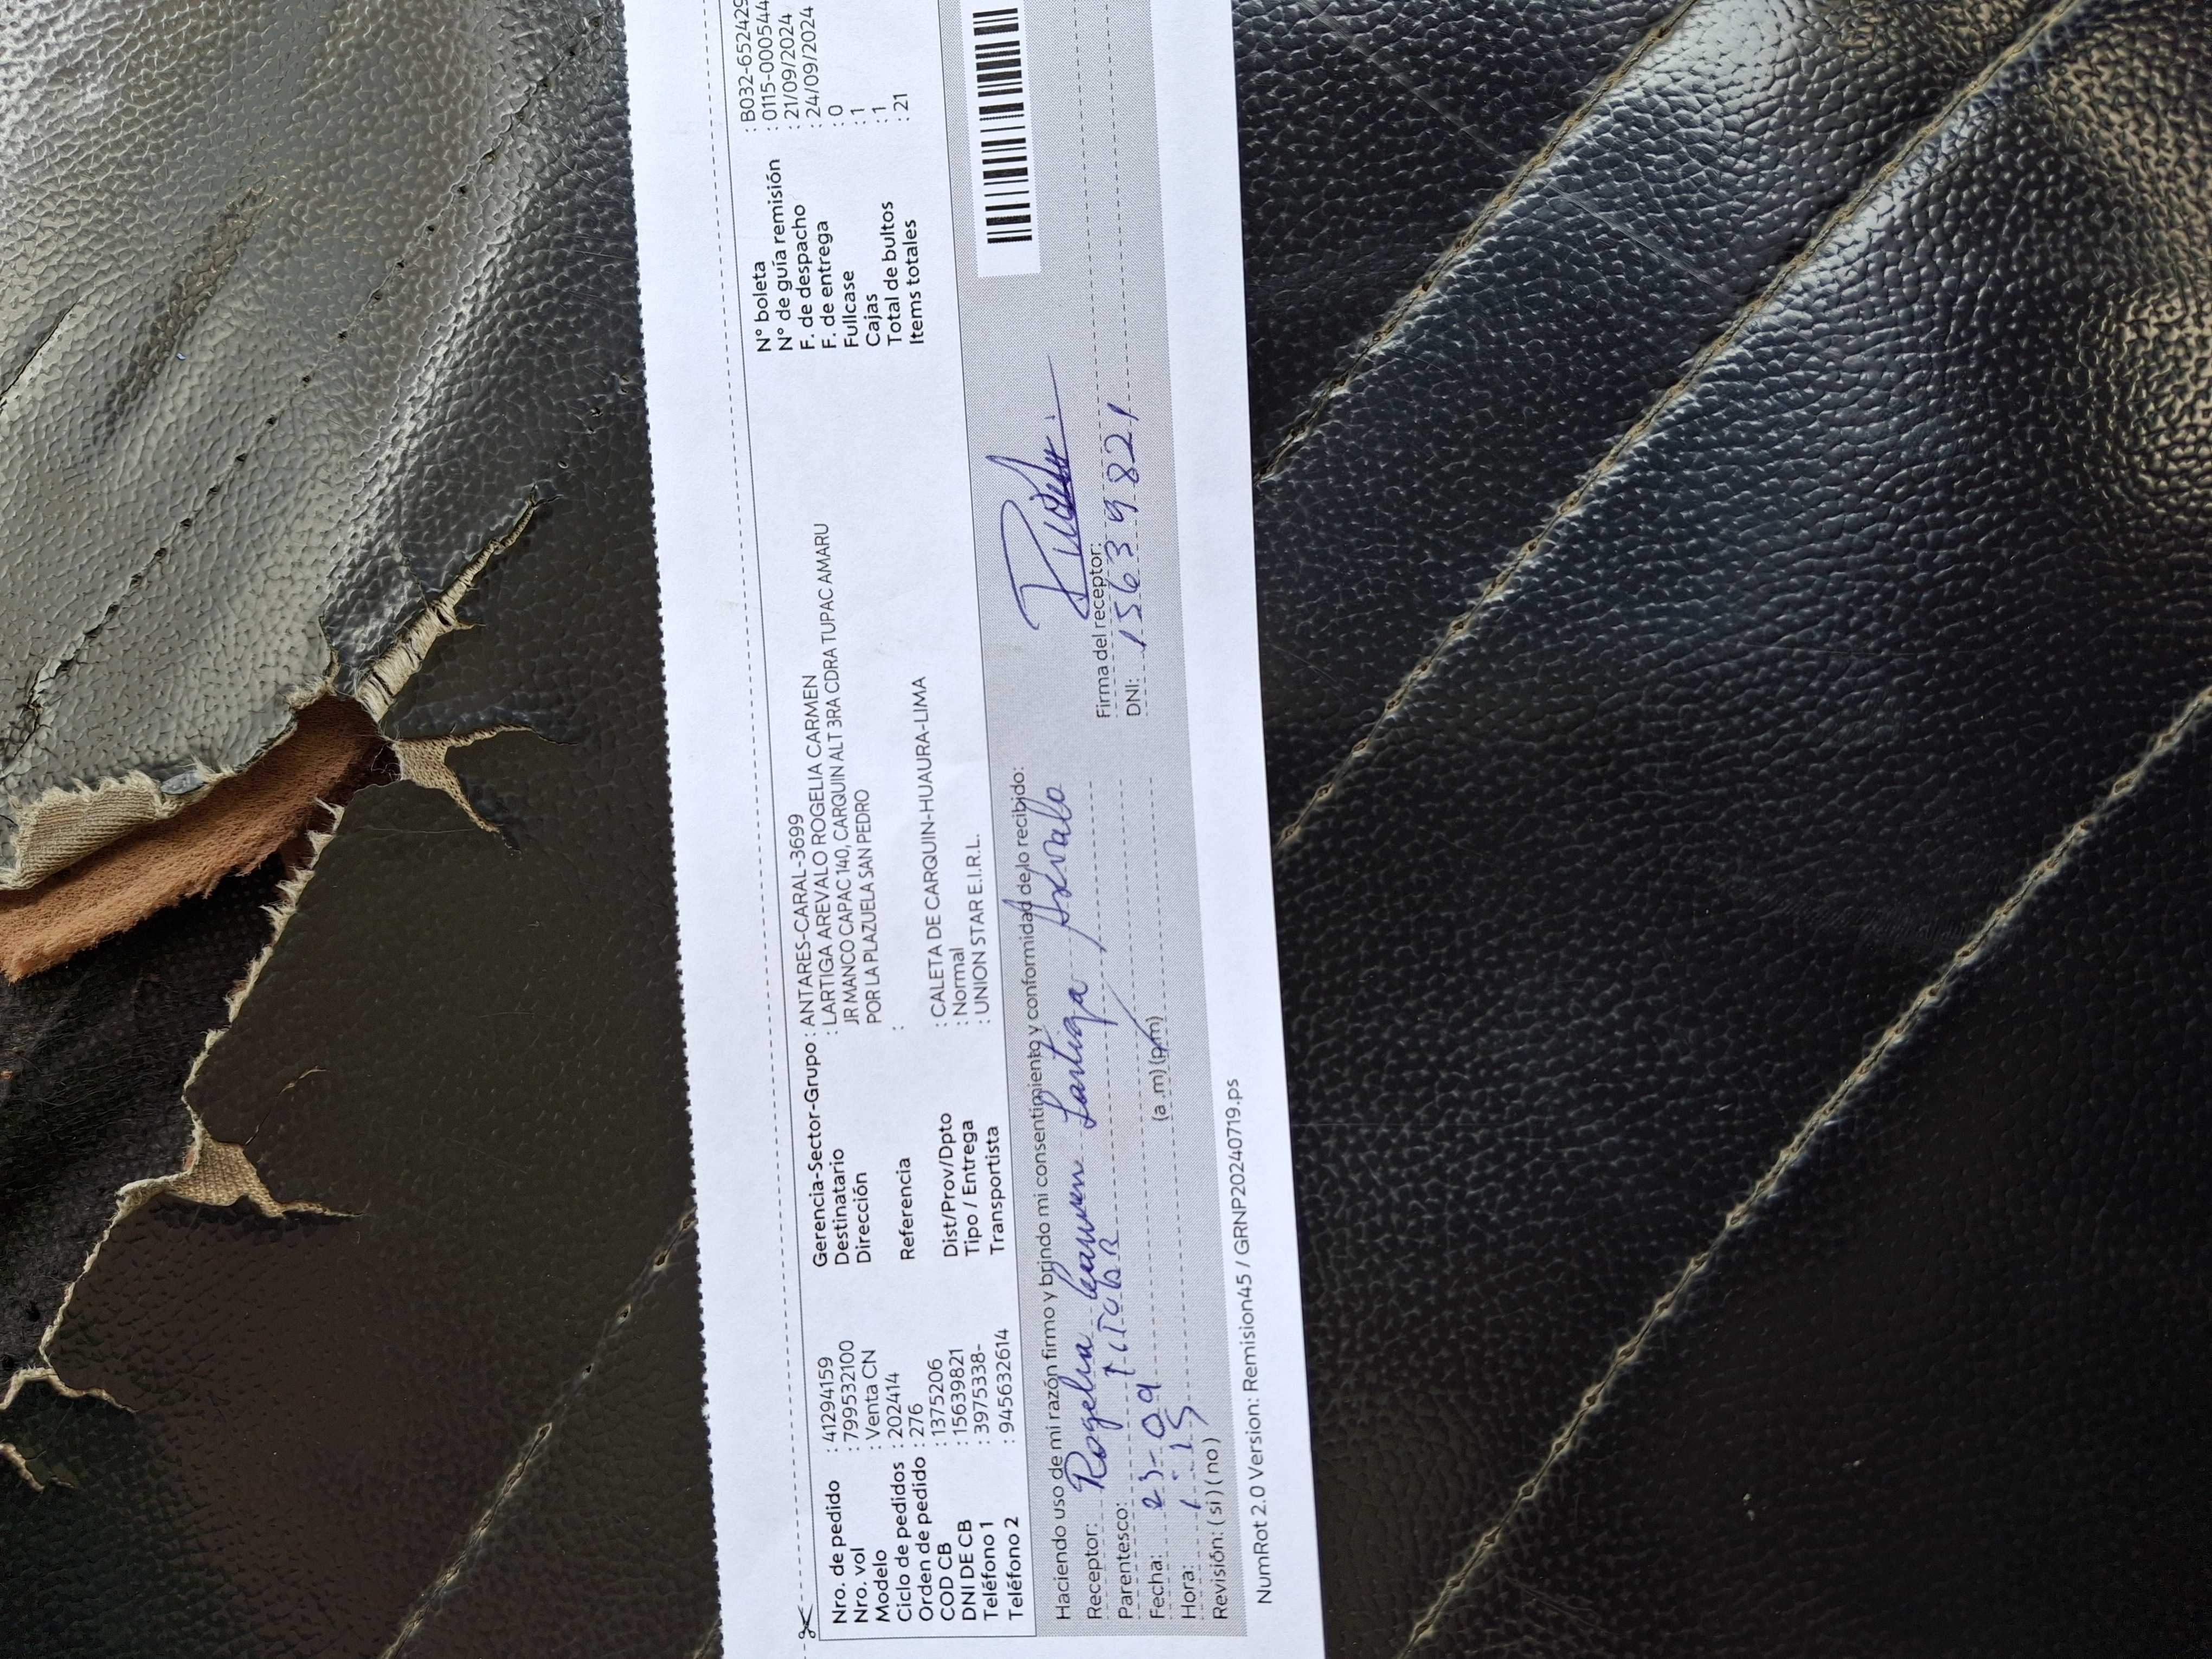 Nro. de pedido : 41294159
Nro. vol : 799532100
Modelo : Venta CN
Ciclo de pedidos : 202414
Orden de pedido : 276
COD CB : 1375206
DNI DE CB : 15639821
Teléfono 1 : 3975338-
Teléfono 2 : 945632614
Gerencia-Sector-Grupo : ANTARES-CARAL-3699
Destinatario : LARTIGA AREVALO ROGELIA CARMEN
Dirección JR MANCO CAPAC 140, CARQUIN ALT 3RA CDRA TUPAC AMARU
POR LA PLAZUELA SAN PEDRO
Referencia :
Dist/Prov/Dpto : CALETA DE CARQUIN-HUAURA-LIMA
Tipo / Entrega : Normal
Transportista : UNION STAR E.I.R.L.
N° boleta : B032-652429
N° de guía remisión : 0115-000544
F. de despacho : 21/09/2024
F. de entrega : 24/09/2024
Fullcase : 0
Cajas : 1
Total de bultos : 1
Items totales : 21
Haciendo uso de mi razón firmo y brindo mi consentimiento y conformidad de lo recibido:
Receptor: Rogelia Carmen Lartiga Arevalo
Parentesco: TITULAR
Fecha: 23-09
Hora: 1:15 (a .m) (p.m)
Revisión: ( si ) ( no )
Firma del receptor:
DNI: 15639821
NumRot 2.0 Version: Remision45 / GRNP20240719.ps